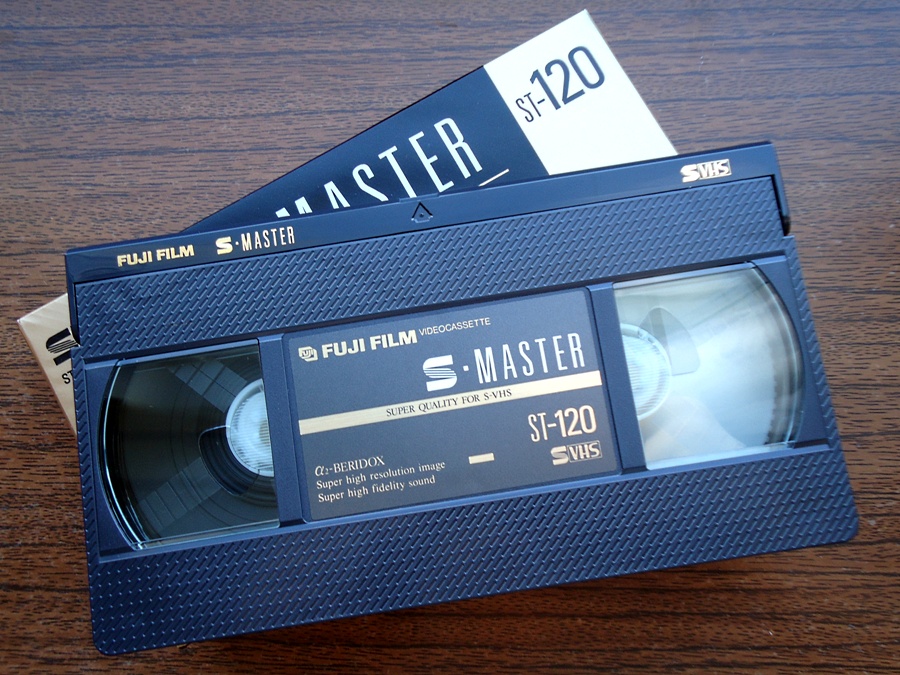 ST-120
MASTER
S VHS
FUJI FILM S·MASTER
FUJI FILM VIDEOCASSETTE
S·MASTER
SUPER QUALITY FOR S-VHS
ST-120
S VHS
α2-BERIDOX
Super high resolution image
Super high fidelity sound
S
ST